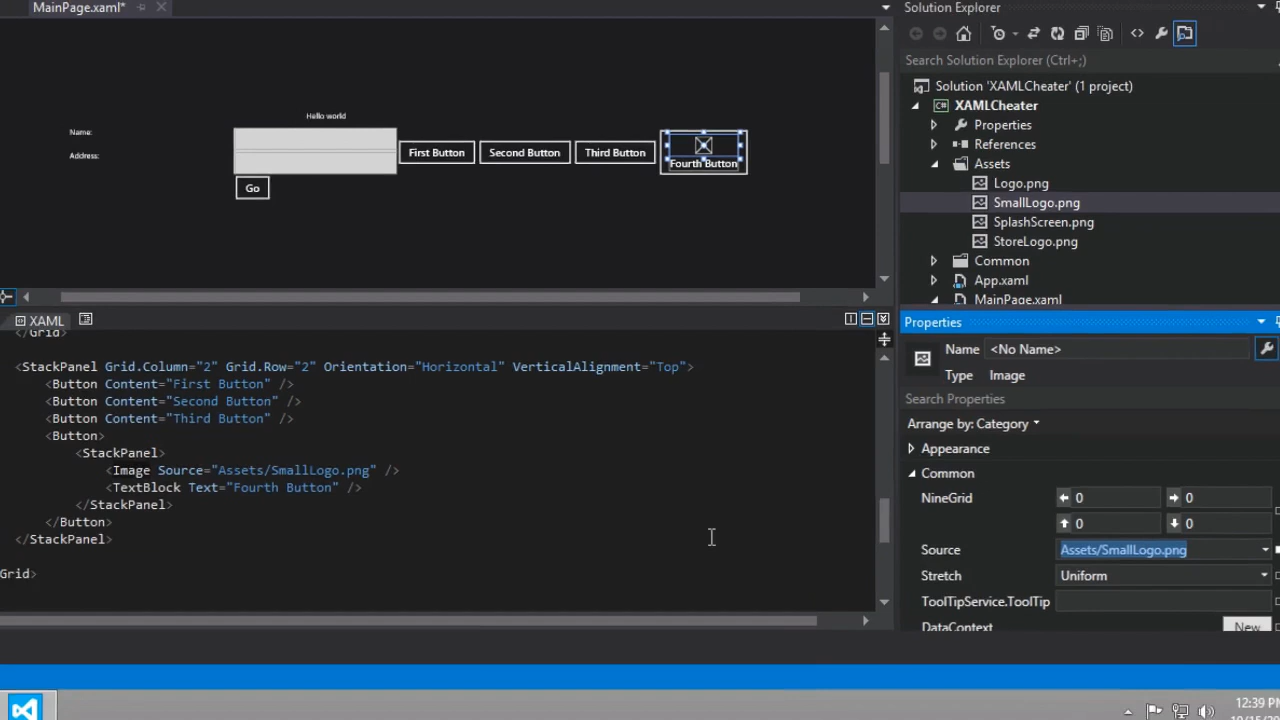 MainPage.xaml*
Hello world
Name:
Address:
First Button
Second Button
Third Button
Fourth Button
Go
XAML
</Grid>
<StackPanel Grid.Column="2" Grid.Row="2" Orientation="Horizontal" VerticalAlignment="Top">
<Button Content="First Button" />
<Button Content="Second Button" />
<Button Content="Third Button" />
<Button>
<StackPanel>
<Image Source="Assets/SmallLogo.png" />
<TextBlock Text="Fourth Button" />
</StackPanel>
</Button>
</StackPanel>
Grid>
Solution Explorer
Search Solution Explorer (Ctrl+;)
Solution 'XAMLCheater' (1 project)
C# XAMLCheater
Properties
References
Assets
Logo.png
SmallLogo.png
SplashScreen.png
StoreLogo.png
Common
App.xaml
MainPage.xaml
Properties
Name <No Name>
Type Image
Search Properties
Arrange by: Category
Appearance
Common
NineGrid 0 0
0 0
Source Assets/SmallLogo.png
Stretch Uniform
ToolTipService.ToolTip
DataContext New
12:39 PM